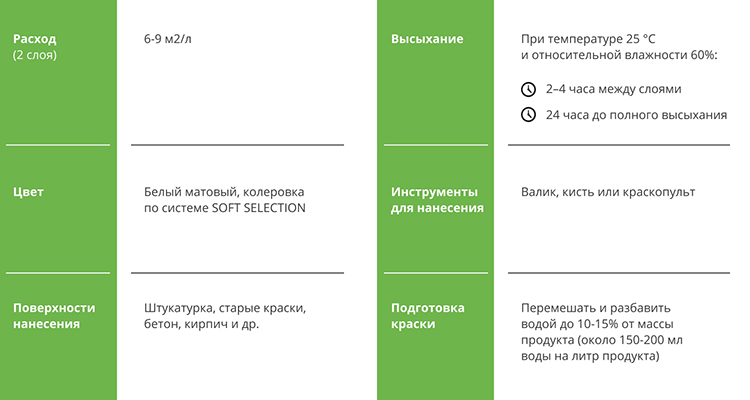 Расход
(2 слоя)
6-9 м2/л
Высыхание
При температуре 25 °C
и относительной влажности 60%:
2–4 часа между слоями
24 часа до полного высыхания
Цвет
Белый матовый, колеровка
по системе SOFT SELECTION
Инструменты
для нанесения
Валик, кисть или краскопульт
Поверхности
нанесения
Штукатурка, старые краски,
бетон, кирпич и др.
Подготовка
краски
Перемешать и разбавить
водой до 10-15% от массы
продукта (около 150-200 мл
воды на литр продукта)